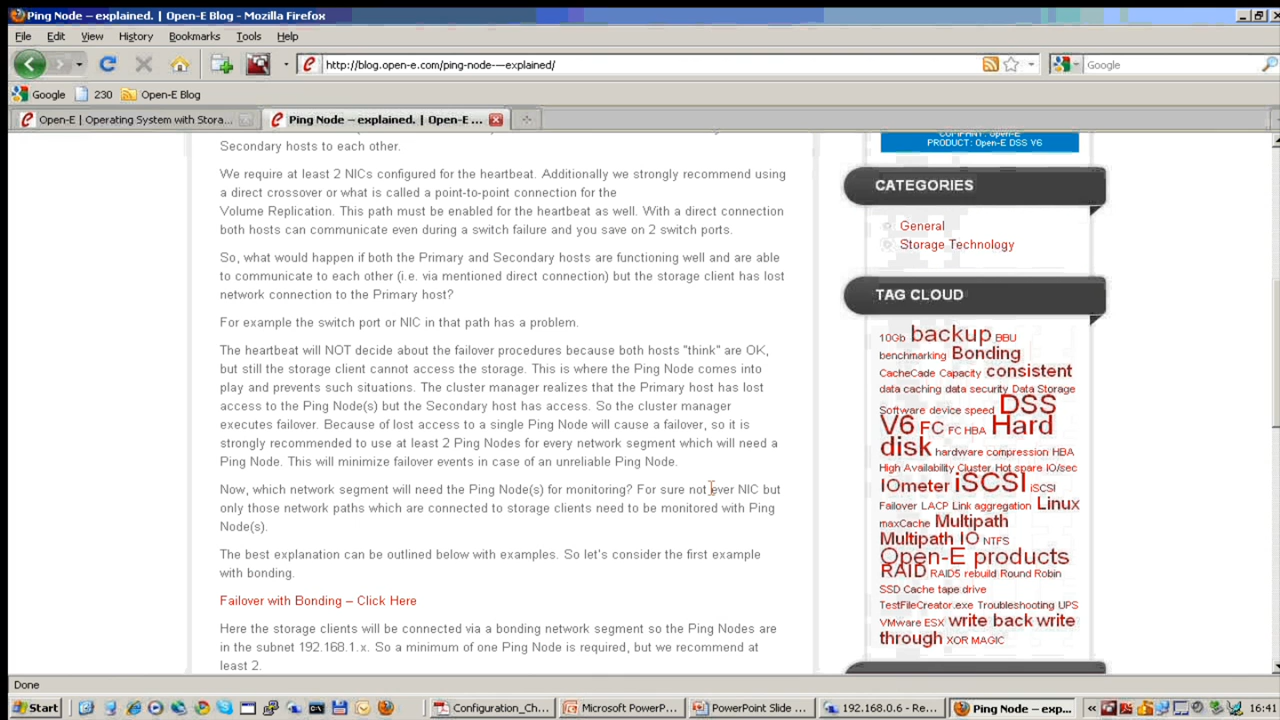 Ping Node – explained. | Open-E Blog - Mozilla Firefox
File Edit View History Bookmarks Tools Help
http://blog.open-e.com/ping-node-–-explained/
Google
Google 230 Open-E Blog
Open-E | Operating System with Stora...
Ping Node – explained. | Open-E ...
Secondary hosts to each other.
We require at least 2 NICs configured for the heartbeat. Additionally we strongly recommend using
a direct crossover or what is called a point-to-point connection for the
Volume Replication. This path must be enabled for the heartbeat as well. With a direct connection
both hosts can communicate even during a switch failure and you save on 2 switch ports.
So, what would happen if both the Primary and Secondary hosts are functioning well and are able
to communicate to each other (i.e. via mentioned direct connection) but the storage client has lost
network connection to the Primary host?
For example the switch port or NIC in that path has a problem.
The heartbeat will NOT decide about the failover procedures because both hosts "think" are OK,
but still the storage client cannot access the storage. This is where the Ping Node comes into
play and prevents such situations. The cluster manager realizes that the Primary host has lost
access to the Ping Node(s) but the Secondary host has access. So the cluster manager
executes failover. Because of lost access to a single Ping Node will cause a failover, so it is
strongly recommended to use at least 2 Ping Nodes for every network segment which will need a
Ping Node. This will minimize failover events in case of an unreliable Ping Node.
Now, which network segment will need the Ping Node(s) for monitoring? For sure not ever NIC but
only those network paths which are connected to storage clients need to be monitored with Ping
Node(s).
The best explanation can be outlined below with examples. So let's consider the first example
with bonding.
Failover with Bonding – Click Here
Here the storage clients will be connected via a bonding network segment so the Ping Nodes are
in the subnet 192.168.1.x. So a minimum of one Ping Node is required, but we recommend at
least 2.
COMPANY: Open-E
PRODUCT: Open-E DSS V6
CATEGORIES
General
Storage Technology
TAG CLOUD
10Gb backup BBU
benchmarking Bonding
CacheCade Capacity consistent
data caching data security Data Storage
Software device speed DSS
V6 FC FC HBA Hard
disk hardware compression HBA
High Availability Cluster Hot spare IO/sec
IOmeter iSCSI iSCSI
Failover LACP Link aggregation Linux
maxCache Multipath
Multipath IO NTFS
Open-E products
RAID RAID5 rebuild Round Robin
SSD Cache tape drive
TestFileCreator.exe Troubleshooting UPS
VMware ESX write back write
through XOR MAGIC
Done
Start
Configuration_Ch...
Microsoft PowerP...
PowerPoint Slide ...
192.168.0.6 - Re...
Ping Node – exp...
16:41